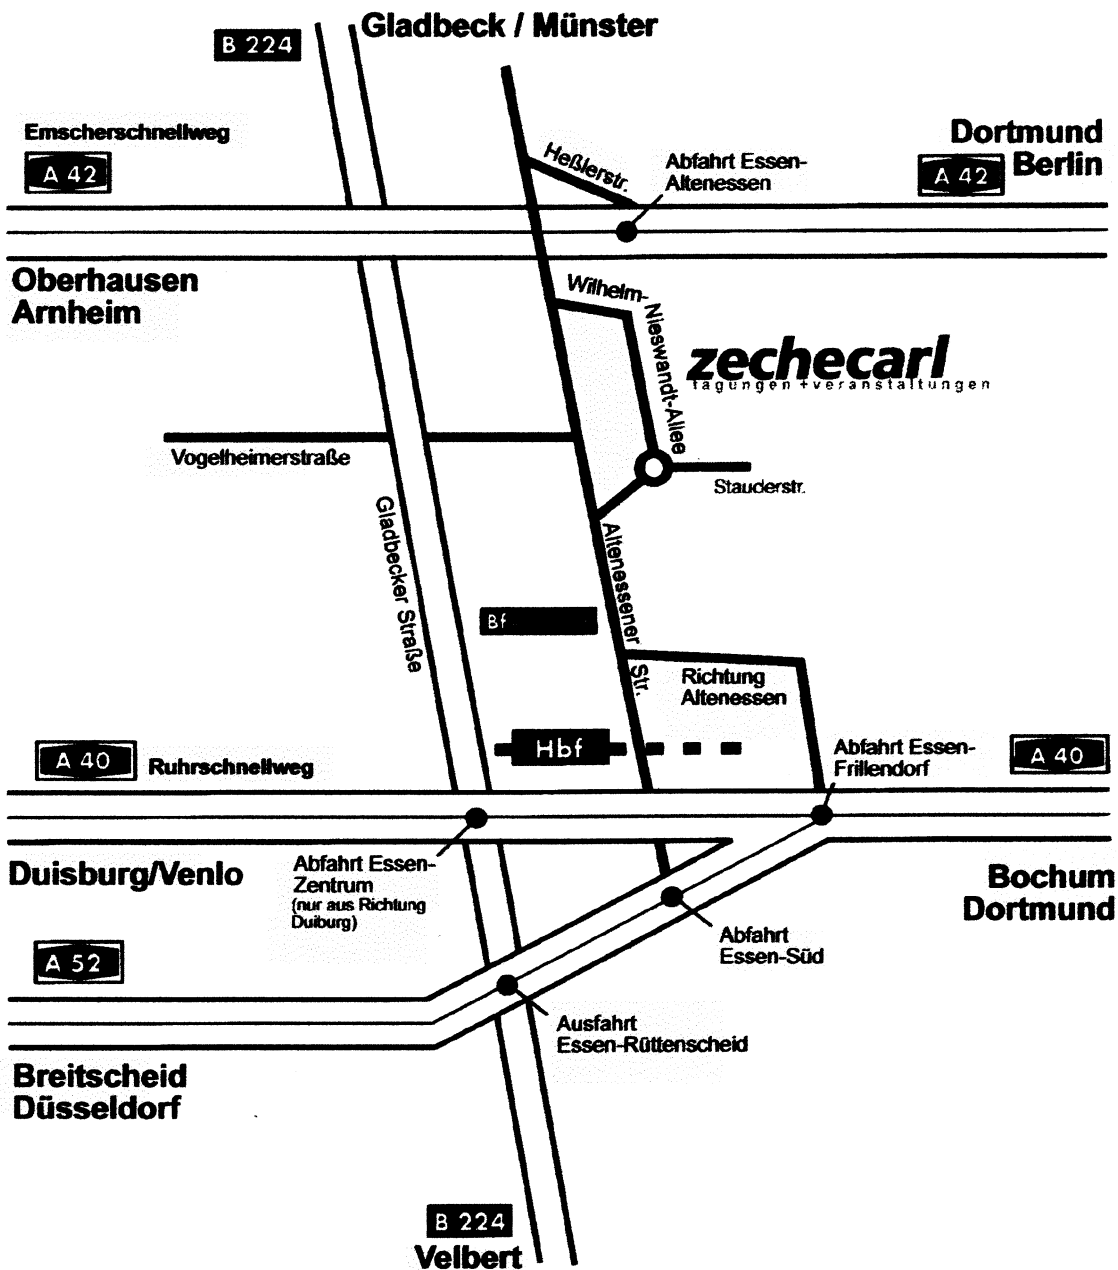 Gladbeck / Münster
B 224
Emscherschnellweg
A 42
Heßlerstr.
Abfahrt Essen-
Altenessen
Dortmund
Berlin
A 42
Oberhausen
Arnheim
Wilhelm-
Nieswandt-Allee
zechecarl
tagungen+veranstaltungen
Vogelheimerstraße
Stauderstr.
Gladbecker Straße
Altenessener
Str.
Bf
Richtung
Altenessen
Hbf
A 40
Ruhrschnellweg
Abfahrt Essen-
Frillendorf
A 40
Duisburg/Venlo
Abfahrt Essen-
Zentrum
(nur aus Richtung
Duiburg)
Bochum
Dortmund
Abfahrt
Essen-Süd
A 52
Ausfahrt
Essen-Rüttenscheid
Breitscheid
Düsseldorf
B 224
Velbert